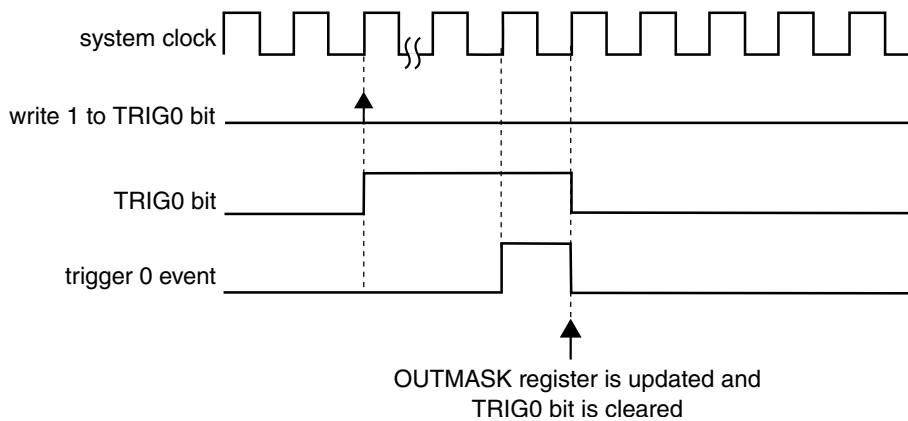 system clock
write 1 to TRIG0 bit
TRIG0 bit
trigger 0 event
OUTMASK register is updated and
TRIG0 bit is cleared